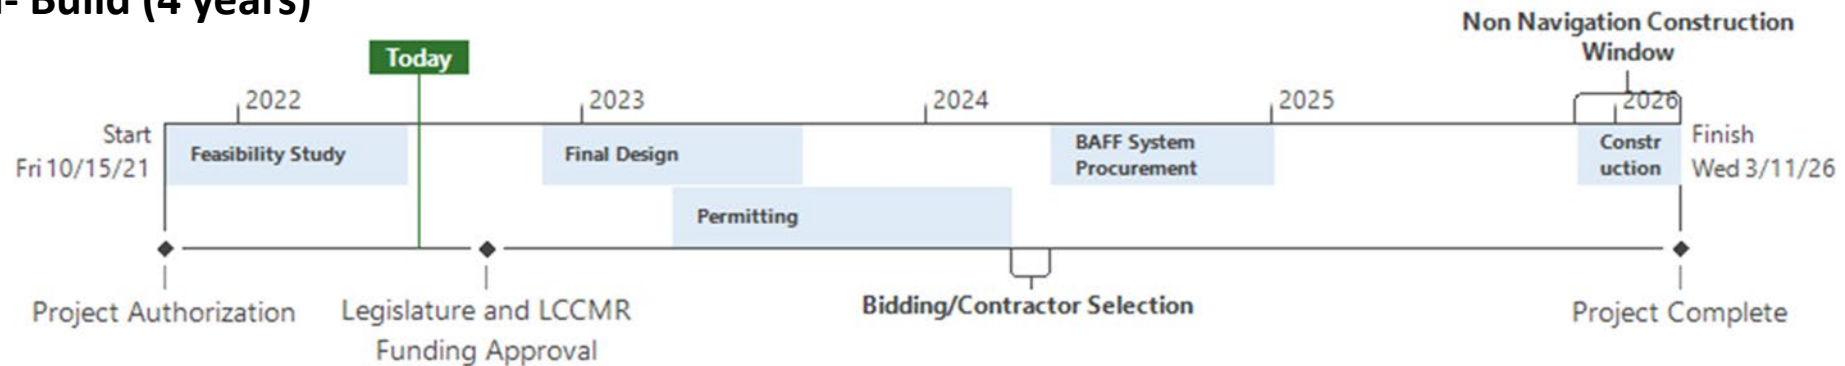 - Build (4 years)
Non Navigation Construction
Window
Today
2022
2023
2024
2025
2026
Start
Fri 10/15/21
Feasibility Study
Final Design
BAFF System
Procurement
Constr
uction
Finish
Wed 3/11/26
Permitting
Project Authorization
Legislature and LCCMR
Funding Approval
Bidding/Contractor Selection
Project Complete